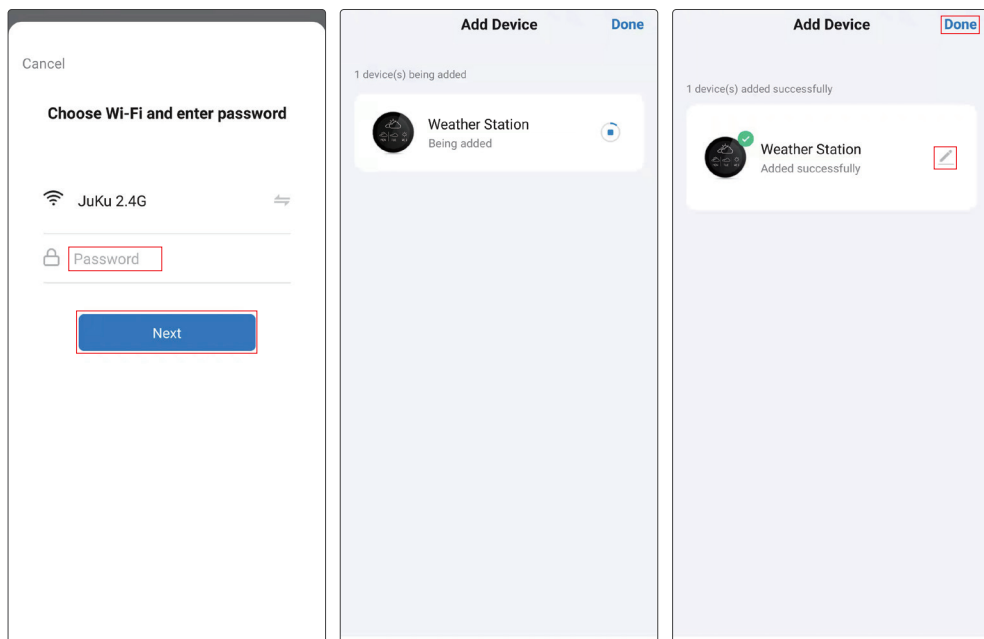 Cancel
Choose Wi-Fi and enter password
JuKu 2.4G
Password
Next
Add Device
Done
1 device(s) being added
Weather Station
Being added
Add Device
Done
1 device(s) added successfully
Weather Station
Added successfully